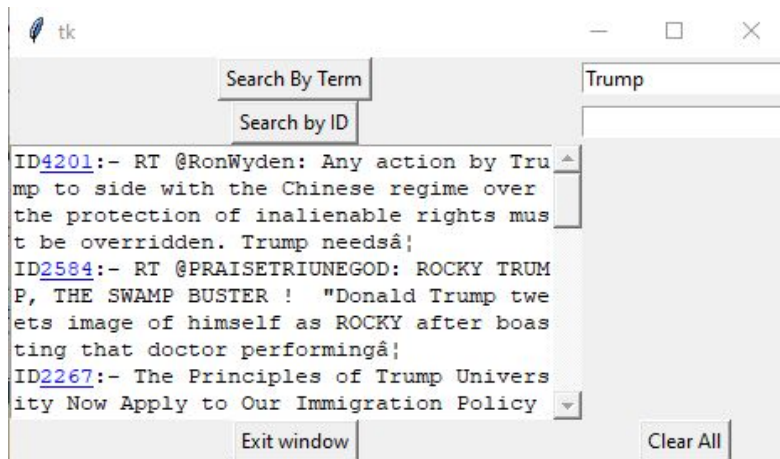 tk
Search By Term
Trump
Search by ID
ID4201:- RT @RonWyden: Any action by Tru
mp to side with the Chinese regime over
the protection of inalienable rights mus
t be overridden. Trump needsâ¦
ID2584:- RT @PRAISETRIUNEGOD: ROCKY TRUM
P, THE SWAMP BUSTER !  "Donald Trump twe
ets image of himself as ROCKY after boas
ting that doctor performingâ¦
ID2267:- The Principles of Trump Univers
ity Now Apply to Our Immigration Policy
Exit window
Clear All